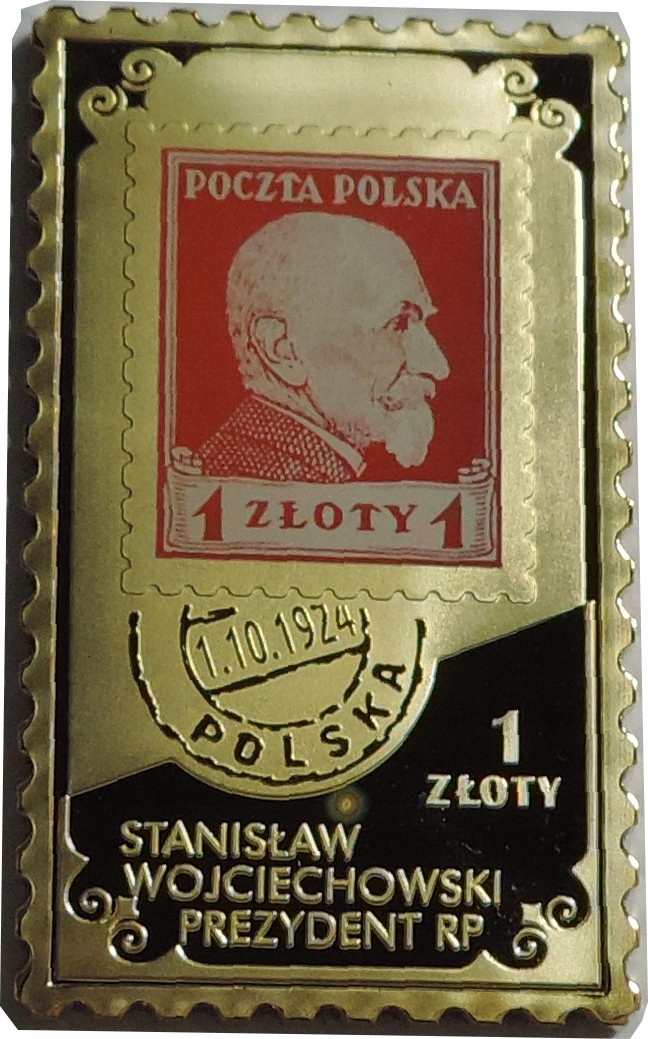 POCZTA POLSKA
1 ZŁOTY 1
1.10.1924
POLSKA
1
ZŁOTY
STANISŁAW
WOJCIECHOWSKI
PREZYDENT RP